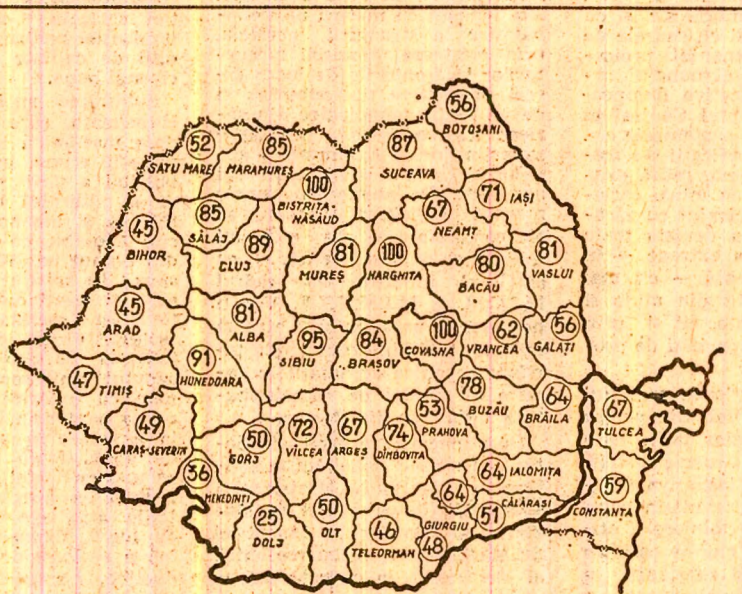 56
BOTOȘANI
52
SATU MARE
85
MARAMUREȘ
87
SUCEAVA
100
BISTRIȚA-
NĂSĂUD
71 IAȘI
85
SĂLAJ
67
NEAMȚ
45
BIHOR
89
CLUJ
81
MUREȘ
100
HARGHITA
80
BACĂU
81
VASLUI
45
ARAD
81
ALBA
95
SIBIU
84
BRAȘOV
100
COVASNA
62
VRANCEA
56
GALAȚI
91
HUNEDOARA
47 TIMIȘ
78
BUZĂU
64
BRĂILA
67
TULCEA
49
CARAȘ-SEVERIN
50
GORJ
72
VÎLCEA
67
ARGEȘ
74
DÎMBOVIȚA
53
PRAHOVA
56
MEHEDINȚI
64 IALOMIȚA
59
CONSTANȚA
64
CĂLĂRAȘI
51
25
DOLJ
50
OLT
46
TELEORMAN
GIURGIU
48